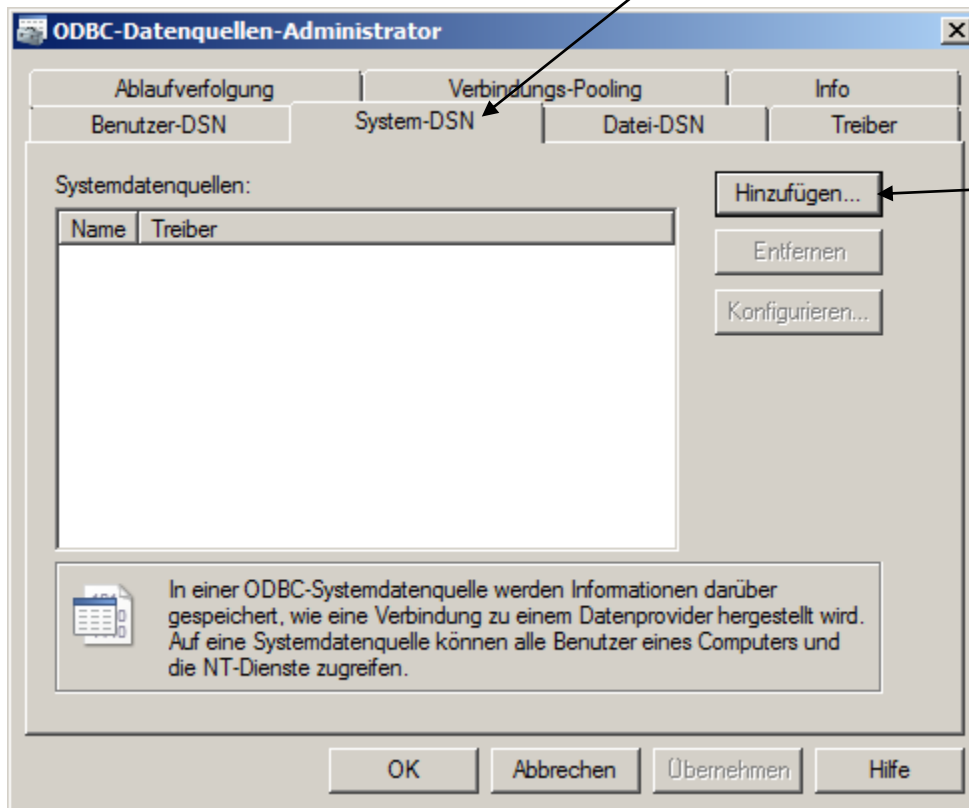 ODBC-Datenquellen-Administrator
Ablaufverfolgung Verbindungs-Pooling Info
Benutzer-DSN System-DSN Datei-DSN Treiber
Systemdatenquellen:
Hinzufügen...
Name Treiber
Entfernen
Konfigurieren...
In einer ODBC-Systemdatenquelle werden Informationen darüber
gespeichert, wie eine Verbindung zu einem Datenprovider hergestellt wird.
Auf eine Systemdatenquelle können alle Benutzer eines Computers und
die NT-Dienste zugreifen.
OK Abbrechen Übernehmen Hilfe